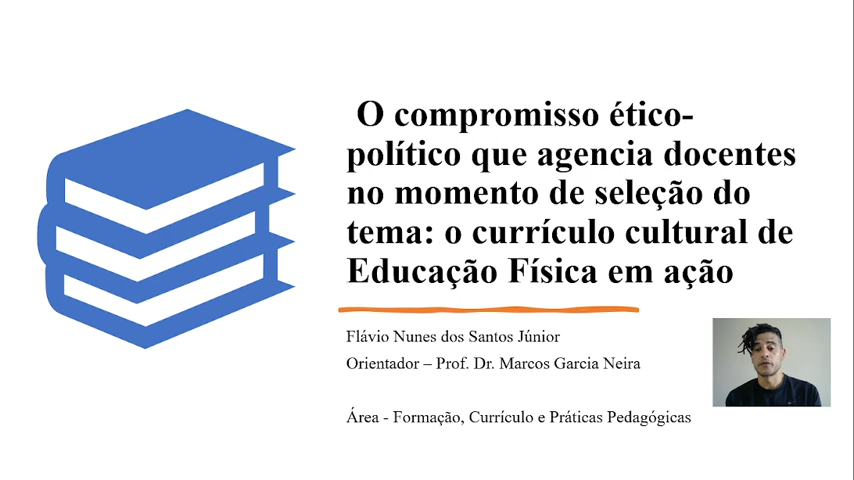 O compromisso ético-
político que agencia docentes
no momento de seleção do
tema: o currículo cultural de
Educação Física em ação
Flávio Nunes dos Santos Júnior
Orientador – Prof. Dr. Marcos Garcia Neira
Área - Formação, Currículo e Práticas Pedagógicas